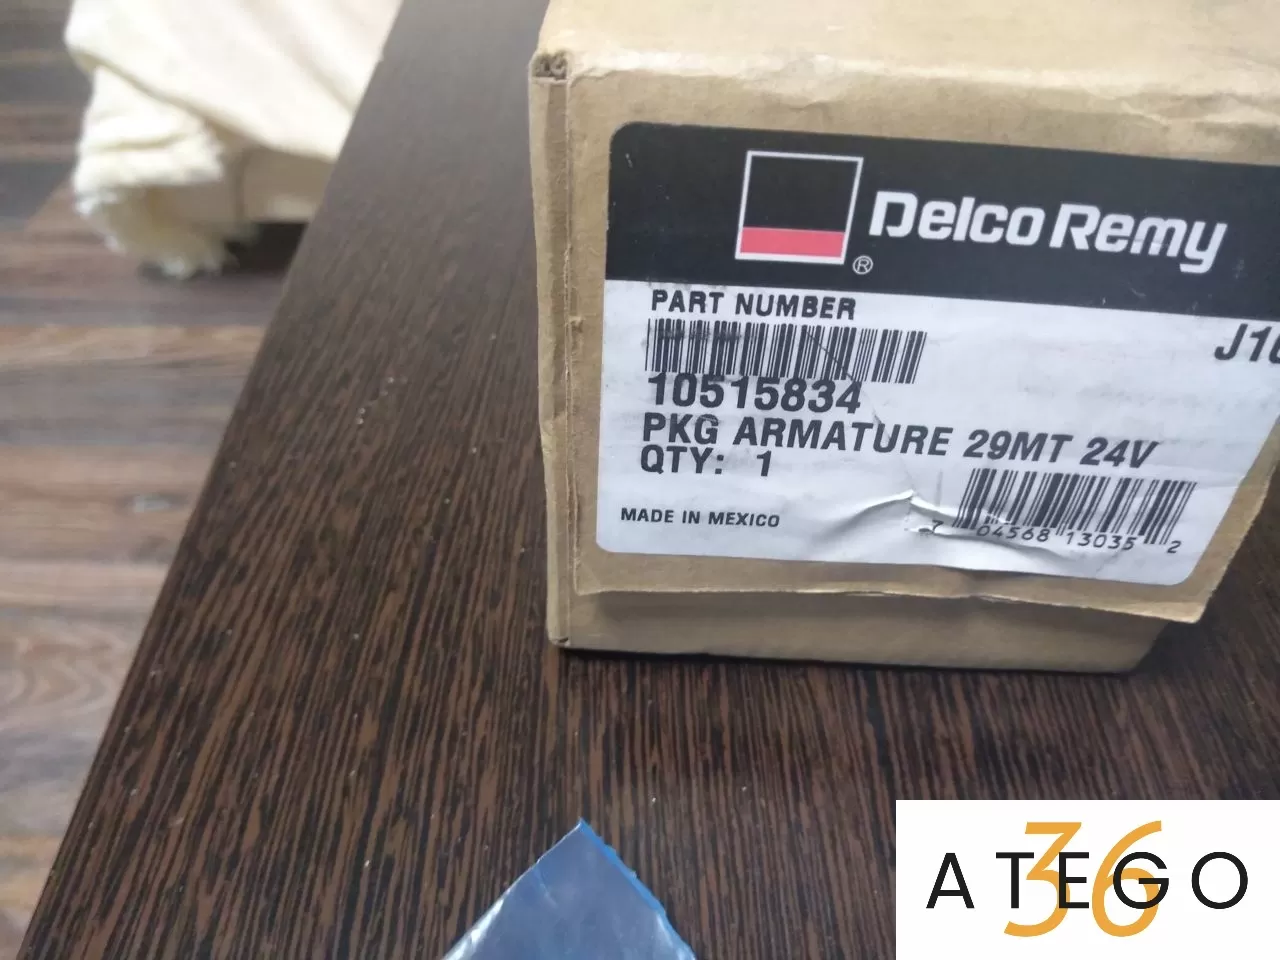 Delco Remy
®
PART NUMBER
10515834
PKG ARMATURE 29MT 24V
QTY: 1
MADE IN MEXICO
7 04568 13035 2
ATEGO
36